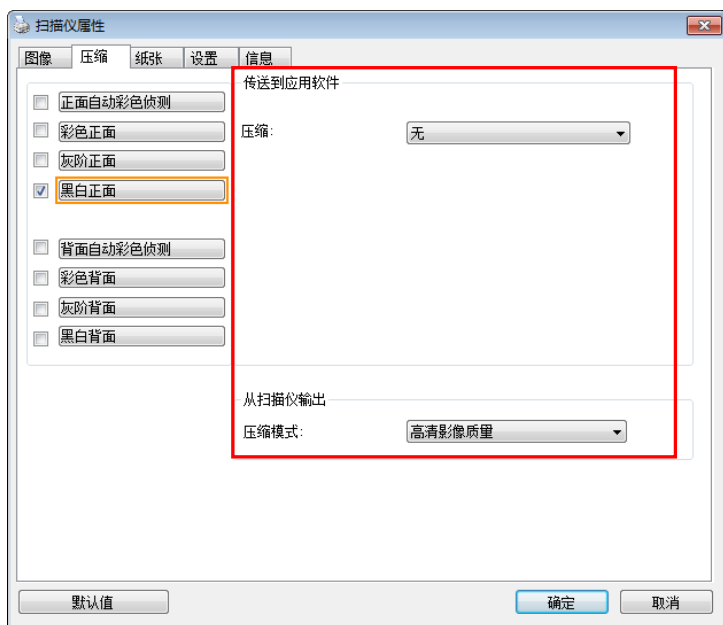 扫描仪属性
图像 压缩 纸张 设置 信息
传送到应用软件
正面自动彩色侦测
彩色正面
压缩: 无
灰阶正面
黑白正面
背面自动彩色侦测
彩色背面
灰阶背面
黑白背面
从扫描仪输出
压缩模式: 高清影像质量
默认值 确定 取消